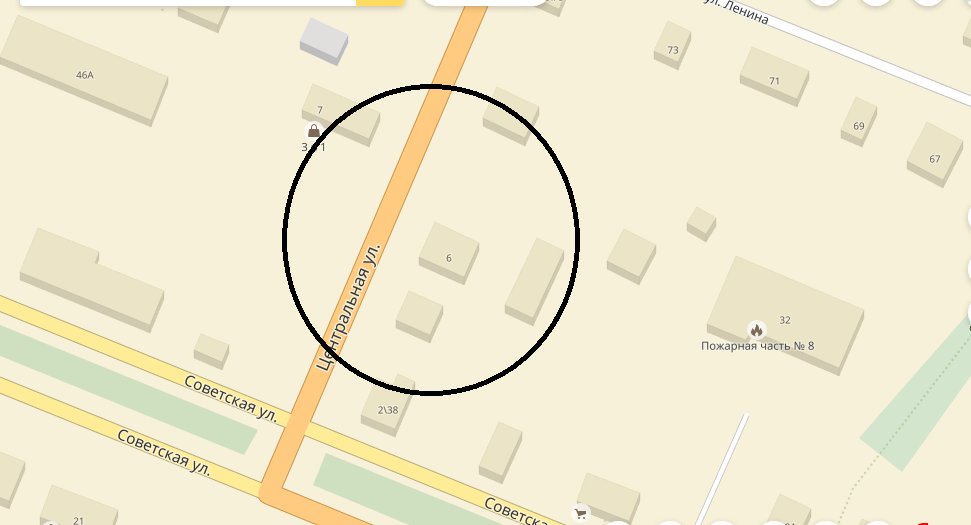 ул. Ленина
73
46А
71
7
69
67
6
Центральная ул.
32
Пожарная часть № 8
Советская ул.
2\38
Советская ул.
Советска
21